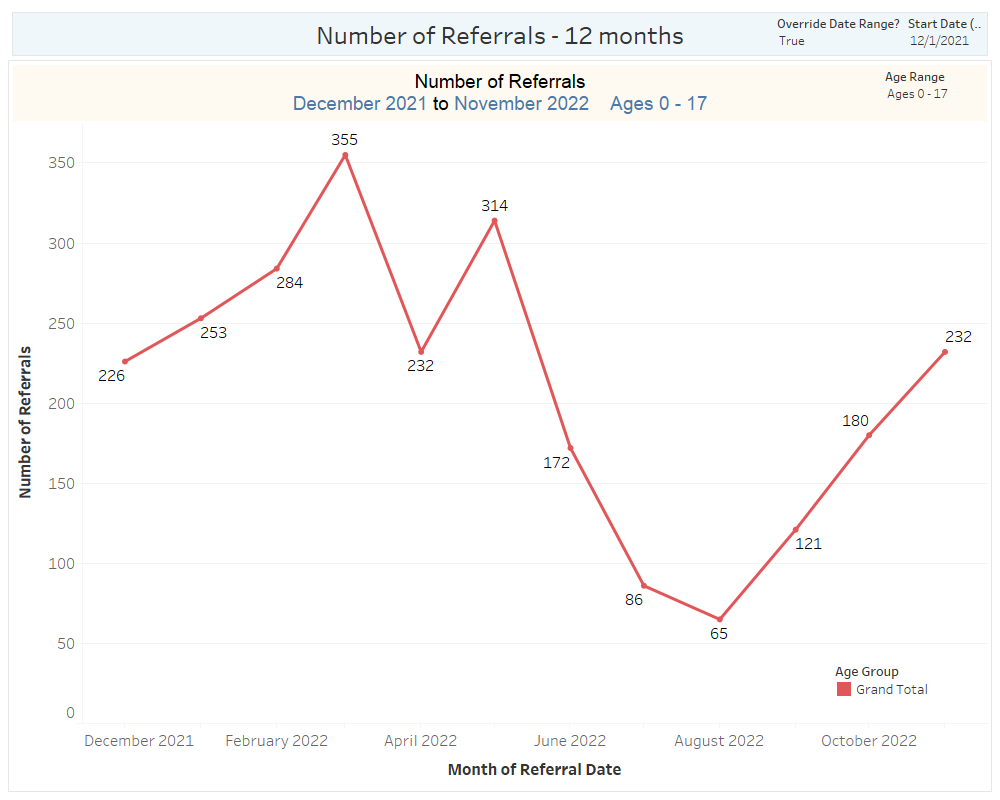 Number of Referrals - 12 months
Override Date Range? Start Date (..
True 12/1/2021
Number of Referrals
December 2021 to November 2022 Ages 0 - 17
Age Range
Ages 0 - 17
Number of Referrals
350
300
250
200
150
100
50
0
226
253
284
355
232
314
172
86
65
121
180
232
Age Group
Grand Total
December 2021 February 2022 April 2022 June 2022 August 2022 October 2022
Month of Referral Date